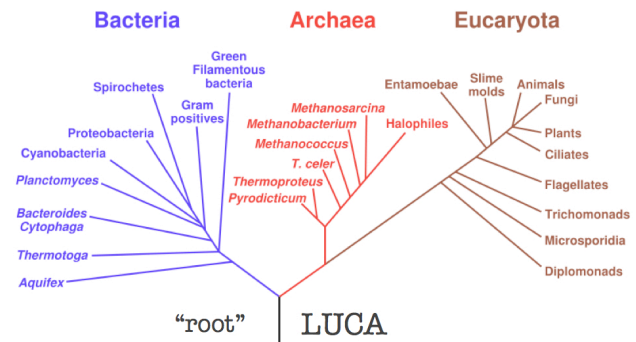 Bacteria
Archaea
Eucaryota
Green
Filamentous
bacteria
Spirochetes
Gram
positives
Proteobacteria
Cyanobacteria
Planctomyces
Bacteroides
Cytophaga
Thermotoga
Aquifex
Methanosarcina
Methanobacterium
Halophiles
Methanococcus
T. celer
Thermoproteus
Pyrodicticum
Entamoebae
Slime
molds
Animals
Fungi
Plants
Ciliates
Flagellates
Trichomonads
Microsporidia
Diplomonads
“root”
LUCA